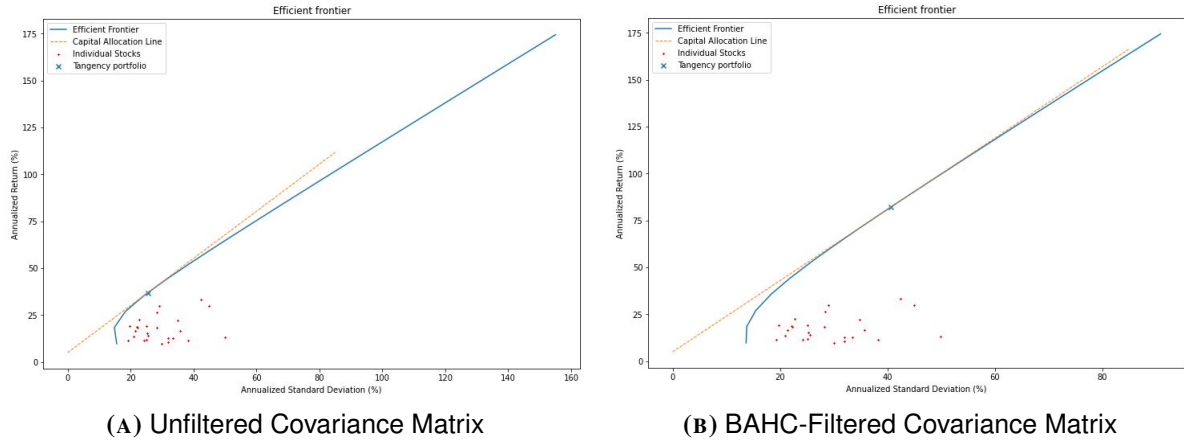 Efficient frontier
Efficient Frontier
Capital Allocation Line
Individual Stocks
Tangency portfolio
175
150
125
100
75
50
25
0
Annualized Return (%)
0 20 40 60 80 100 120 140 160
Annualized Standard Deviation (%)
(A) Unfiltered Covariance Matrix
Efficient frontier
Efficient Frontier
Capital Allocation Line
Individual Stocks
Tangency portfolio
175
150
125
100
75
50
25
0
Annualized Return (%)
0 20 40 60 80
Annualized Standard Deviation (%)
(B) BAHC-Filtered Covariance Matrix